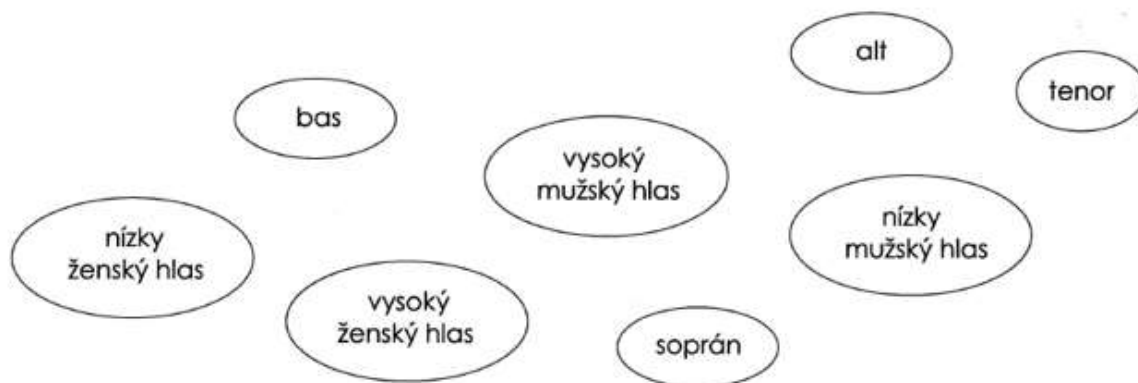 alt
tenor
bas
vysoký
mužský hlas
nízky
mužský hlas
nízky
ženský hlas
vysoký
ženský hlas
soprán